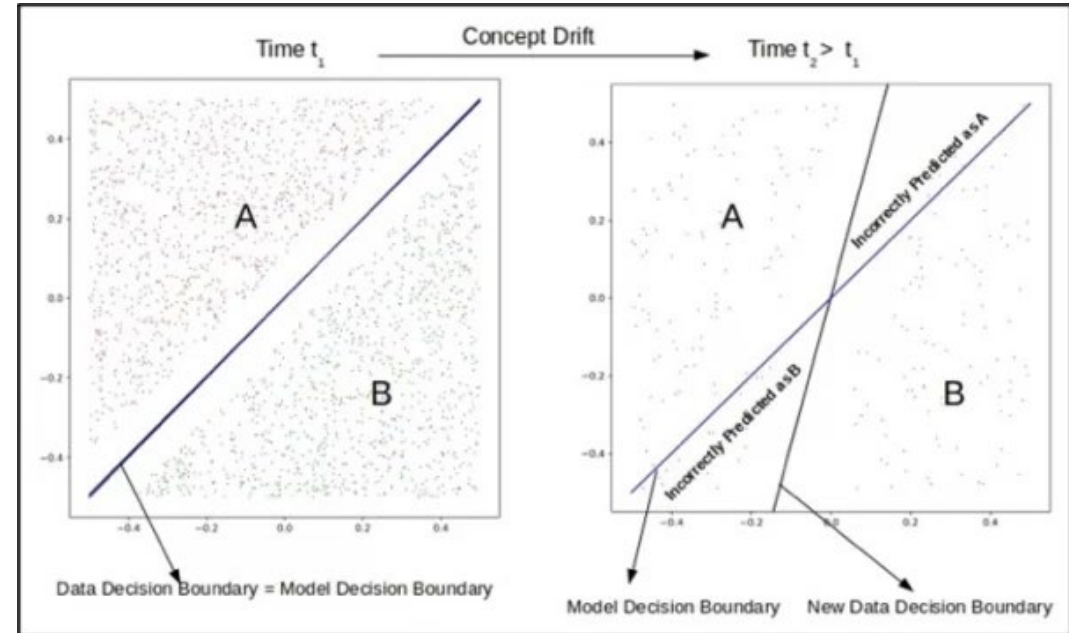 Time t1
Concept Drift
Time t2 > t1
0.4
0.2
0.0
−0.2
−0.4
−0.4
−0.2
0.0
0.2
0.4
A
B
Data Decision Boundary = Model Decision Boundary
0.4
0.2
0.0
−0.2
−0.4
−0.4
−0.2
0.0
0.2
0.4
A
B
Incorrectly Predicted as A
Incorrectly Predicted as B
Model Decision Boundary
New Data Decision Boundary